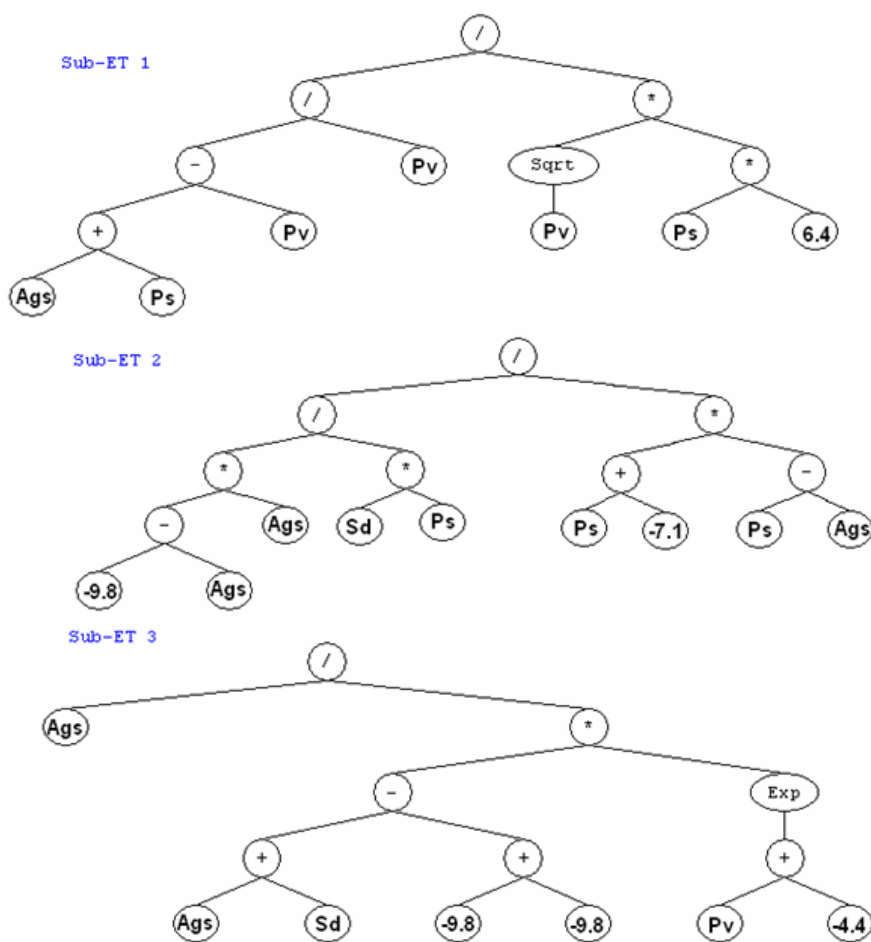 /
Sub-ET 1
/ *
- Pv Sqrt *
+ Pv Pv Ps 6.4
Ags Ps
/
Sub-ET 2
/ *
* * + -
- Ags Sd Ps Ps -7.1 Ps Ags
-9.8 Ags
Sub-ET 3
/
Ags *
- Exp
+ + +
Ags Sd -9.8 -9.8 Pv -4.4